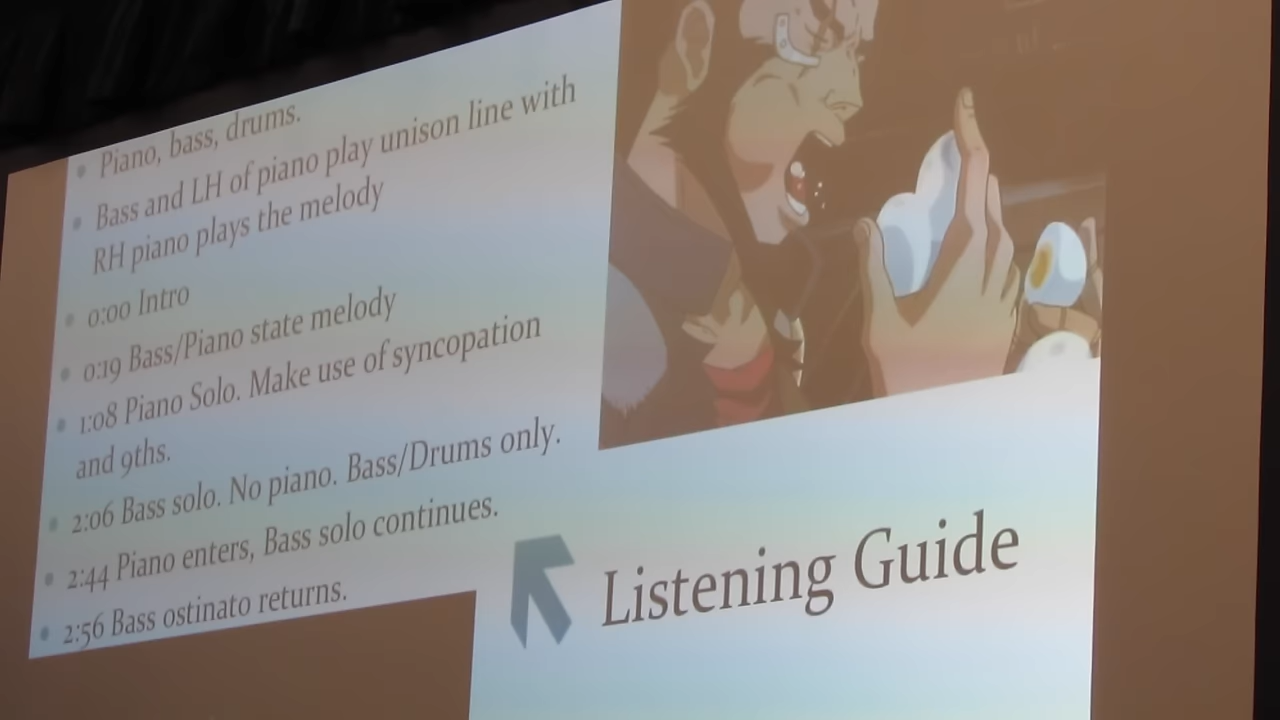 Piano, bass, drums.
Bass and LH of piano play unison line with
RH piano plays the melody
0:00 Intro
0:19 Bass/Piano state melody
1:08 Piano Solo. Make use of syncopation
and 9ths.
2:06 Bass solo. No piano. Bass/Drums only.
2:44 Piano enters, Bass solo continues.
2:56 Bass ostinato returns.
Listening Guide